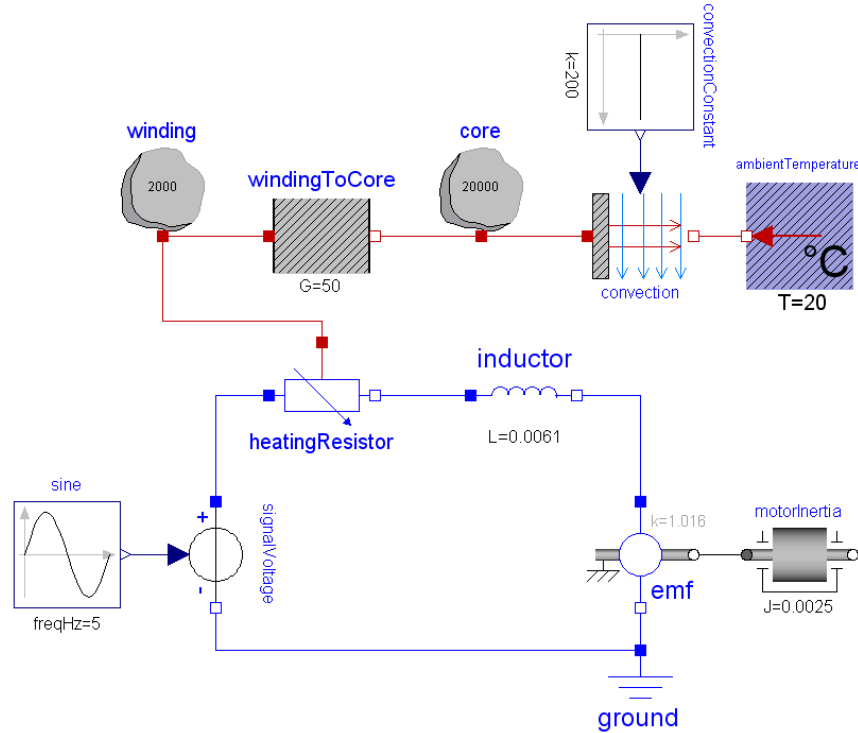 convectionConstant
k=200
winding
core
2000
windingToCore
20000
ambientTemperature
°C
G=50
convection
T=20
inductor
heatingResistor
L=0.0061
sine
signalVoltage
+
-
k=1.016
motorInertia
emf
freqHz=5
J=0.0025
ground